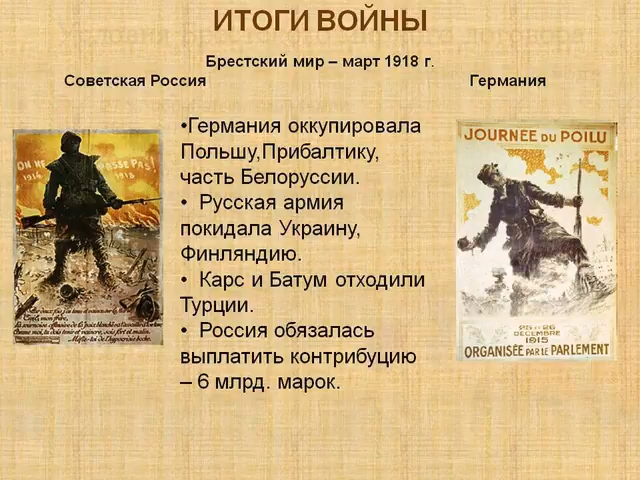 ИТОГИ ВОЙНЫ
Брестский мир – март 1918 г.
Советская Россия
Германия
•Германия оккупировала
Польшу,Прибалтику,
часть Белоруссии.
• Русская армия
покидала Украину,
Финляндию.
• Карс и Батум отходили
Турции.
• Россия обязалась
выплатить контрибуцию
– 6 млрд. марок.
ON NE PASSE PAS!
1914 1918
JOURNEE DU POILU
25 ET 26
DECEMBRE
1915
ORGANISÉE PAR LE PARLEMENT